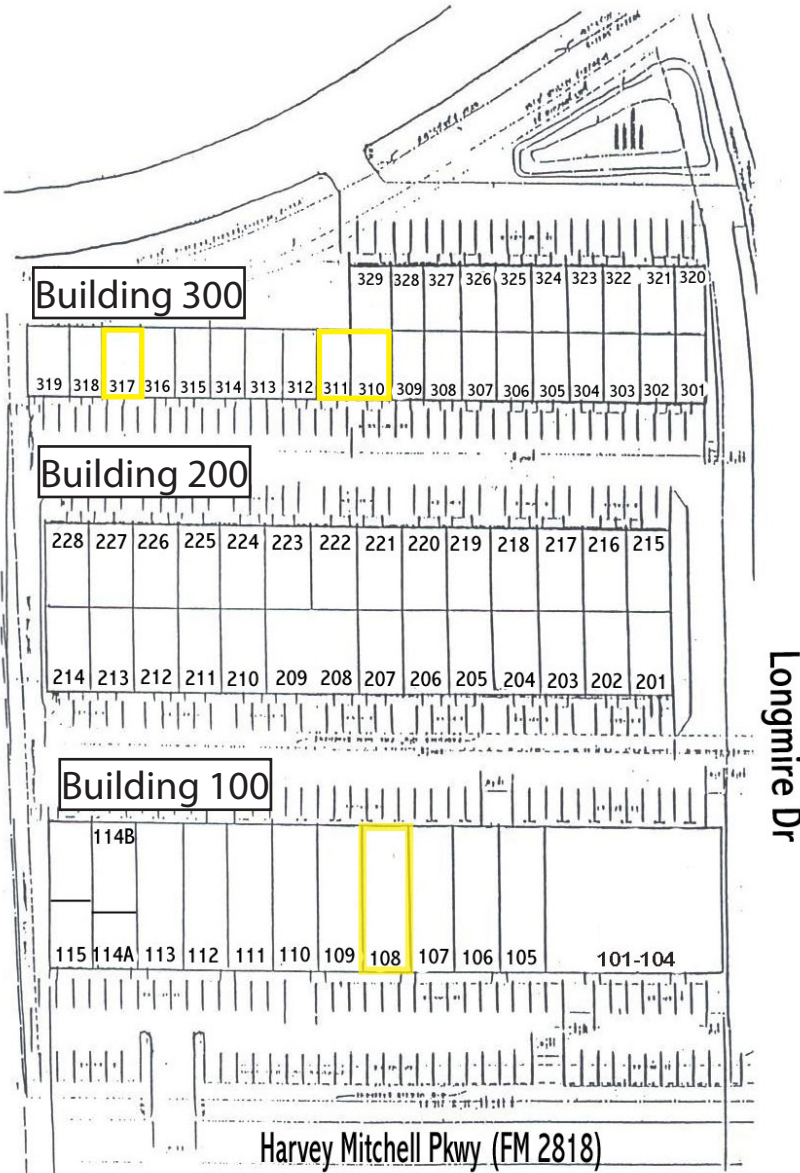 329 328 327 326 325 324 323 322 321 320
Building 300
319 318 317 316 315 314 313 312 311 310 309 308 307 306 305 304 303 302 301
Building 200
228 227 226 225 224 223 222 221 220 219 218 217 216 215
214 213 212 211 210 209 208 207 206 205 204 203 202 201
Longmire Dr
Building 100
114B
115 114A 113 112 111 110 109 108 107 106 105 101-104
Harvey Mitchell Pkwy (FM 2818)